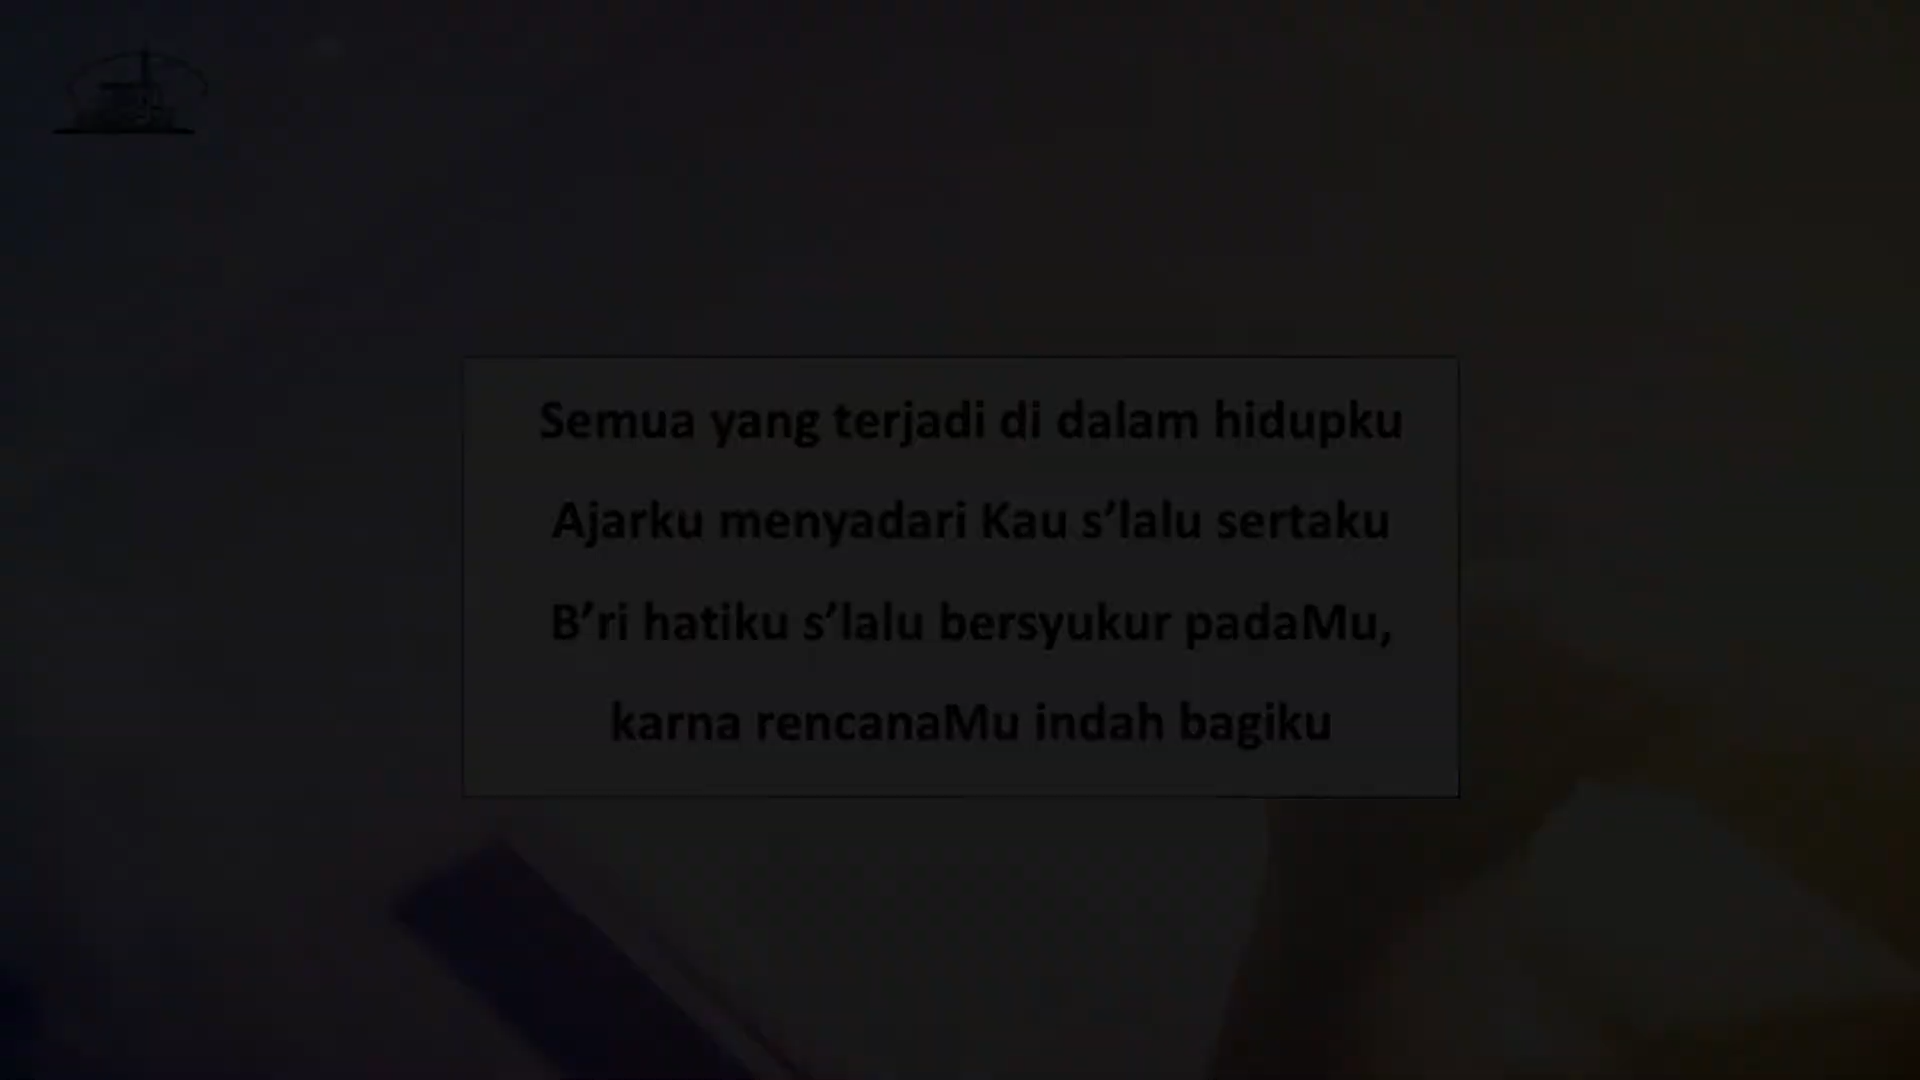 Semua yang terjadi di dalam hidupku
Ajarku menyadari Kau s’lalu sertaku
B’ri hatiku s’lalu bersyukur padaMu,
karna rencanaMu indah bagiku